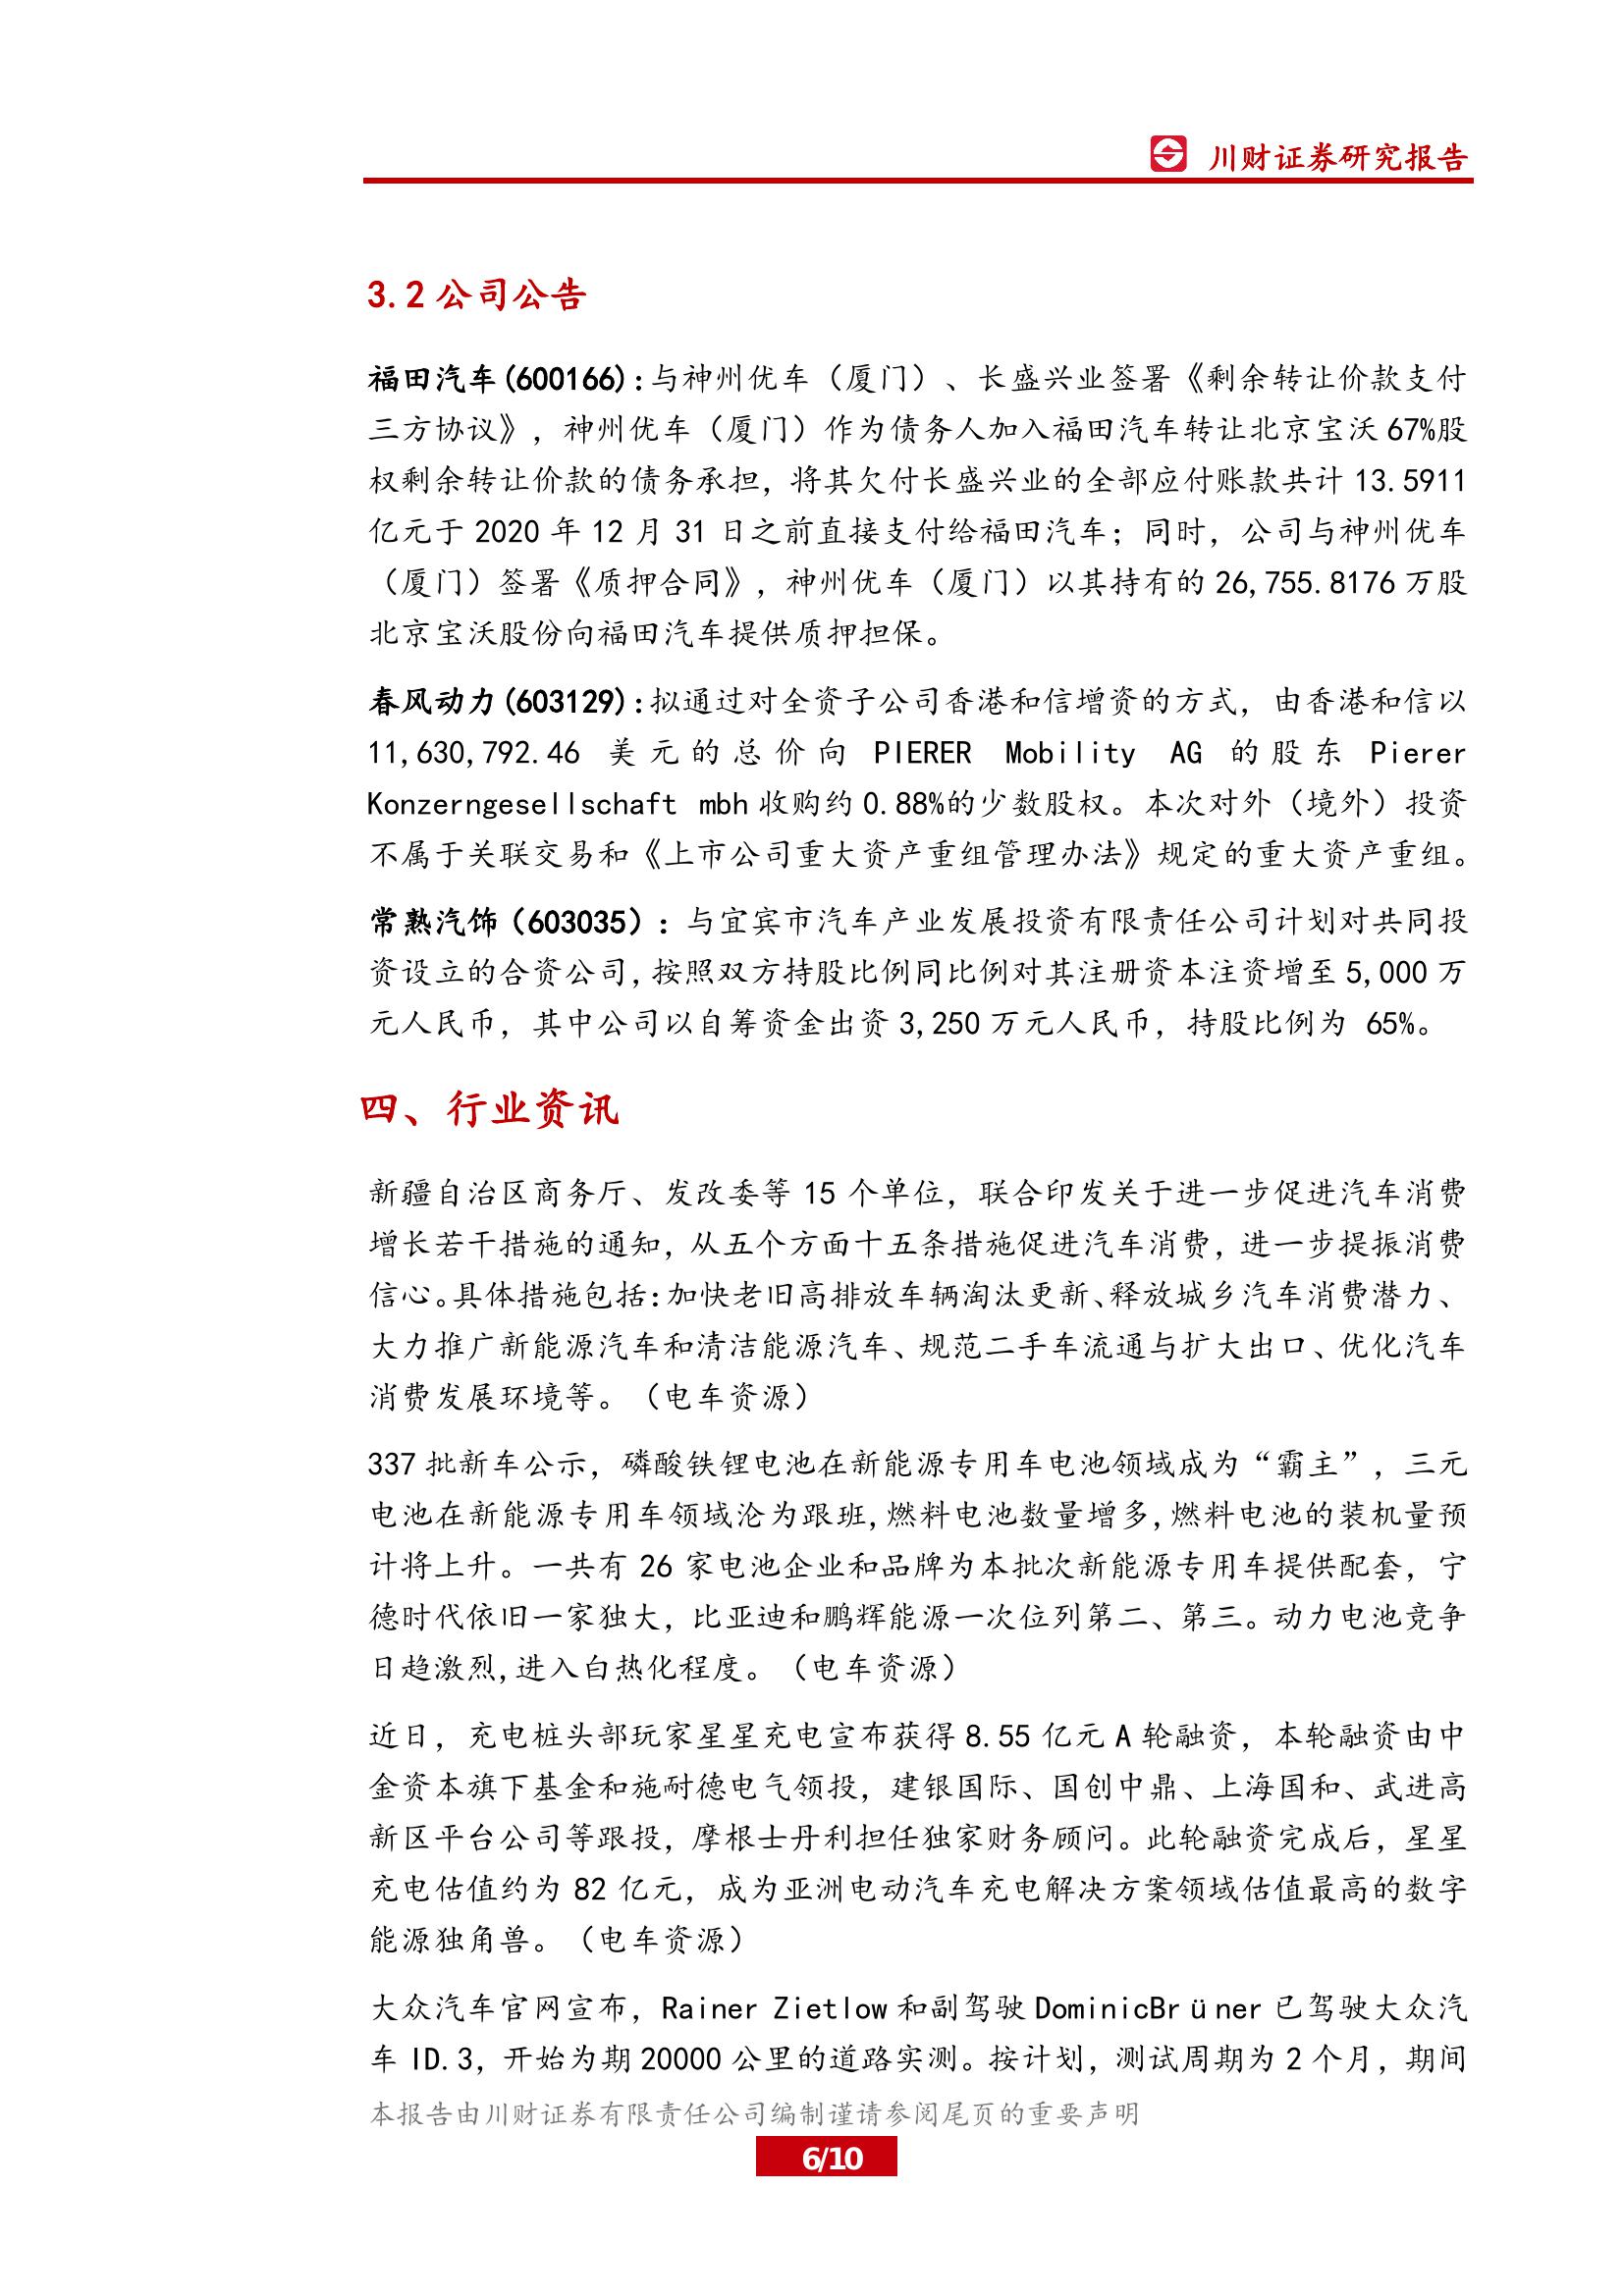 川财证券研究报告
3.2 公司公告
福田汽车(600166):与神州优车（厦门）、长盛兴业签署《剩余转让价款支付
三方协议》，神州优车（厦门）作为债务人加入福田汽车转让北京宝沃 67%股
权剩余转让价款的债务承担，将其欠付长盛兴业的全部应付账款共计 13.5911
亿元于 2020 年 12 月 31 日之前直接支付给福田汽车；同时，公司与神州优车
（厦门）签署《质押合同》，神州优车（厦门）以其持有的 26,755.8176 万股
北京宝沃股份向福田汽车提供质押担保。
春风动力(603129):拟通过对全资子公司香港和信增资的方式，由香港和信以
11,630,792.46 美元的总价向 PIERER Mobility AG 的股东 Pierer
Konzerngesellschaft mbh 收购约 0.88%的少数股权。本次对外（境外）投资
不属于关联交易和《上市公司重大资产重组管理办法》规定的重大资产重组。
常熟汽饰（603035）: 与宜宾市汽车产业发展投资有限责任公司计划对共同投
资设立的合资公司,按照双方持股比例同比例对其注册资本注资增至 5,000 万
元人民币，其中公司以自筹资金出资 3,250 万元人民币，持股比例为 65%。
四、行业资讯
新疆自治区商务厅、发改委等 15 个单位，联合印发关于进一步促进汽车消费
增长若干措施的通知,从五个方面十五条措施促进汽车消费,进一步提振消费
信心。具体措施包括:加快老旧高排放车辆淘汰更新、释放城乡汽车消费潜力、
大力推广新能源汽车和清洁能源汽车、规范二手车流通与扩大出口、优化汽车
消费发展环境等。（电车资源）
337 批新车公示，磷酸铁锂电池在新能源专用车电池领域成为“霸主”，三元
电池在新能源专用车领域沦为跟班,燃料电池数量增多,燃料电池的装机量预
计将上升。一共有 26 家电池企业和品牌为本批次新能源专用车提供配套，宁
德时代依旧一家独大，比亚迪和鹏辉能源一次位列第二、第三。动力电池竞争
日趋激烈,进入白热化程度。（电车资源）
近日，充电桩头部玩家星星充电宣布获得 8.55 亿元 A 轮融资，本轮融资由中
金资本旗下基金和施耐德电气领投，建银国际、国创中鼎、上海国和、武进高
新区平台公司等跟投，摩根士丹利担任独家财务顾问。此轮融资完成后，星星
充电估值约为 82 亿元，成为亚洲电动汽车充电解决方案领域估值最高的数字
能源独角兽。（电车资源）
大众汽车官网宣布，Rainer Zietlow 和副驾驶 DominicBrüner 已驾驶大众汽
车 ID.3，开始为期 20000 公里的道路实测。按计划，测试周期为 2 个月，期间
本报告由川财证券有限责任公司编制谨请参阅尾页的重要声明
6/10